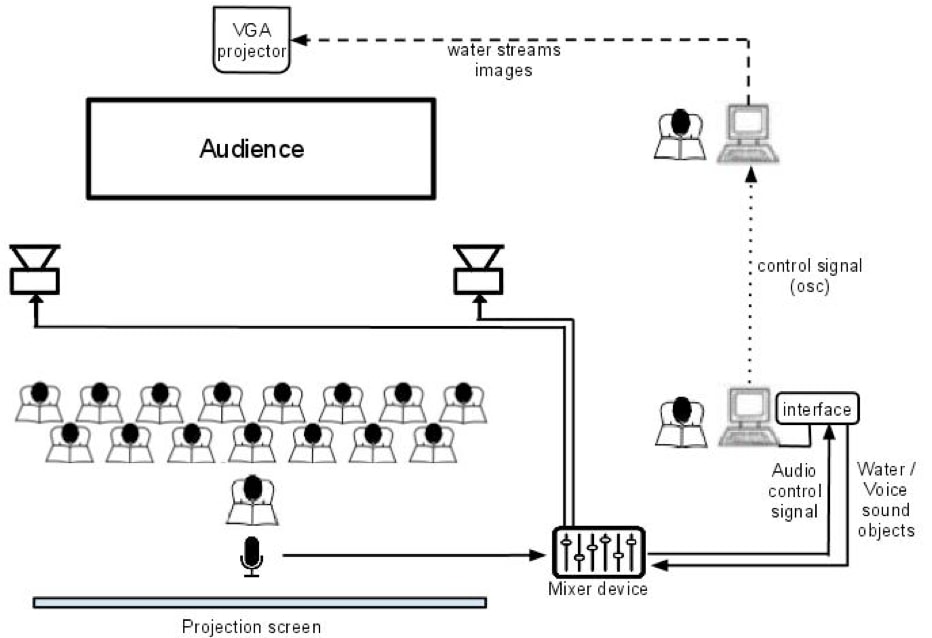 VGA
projector
water streams
images
Audience
control signal
(osc)
interface
Audio
control
signal
Water /
Voice
sound
objects
Mixer device
Projection screen